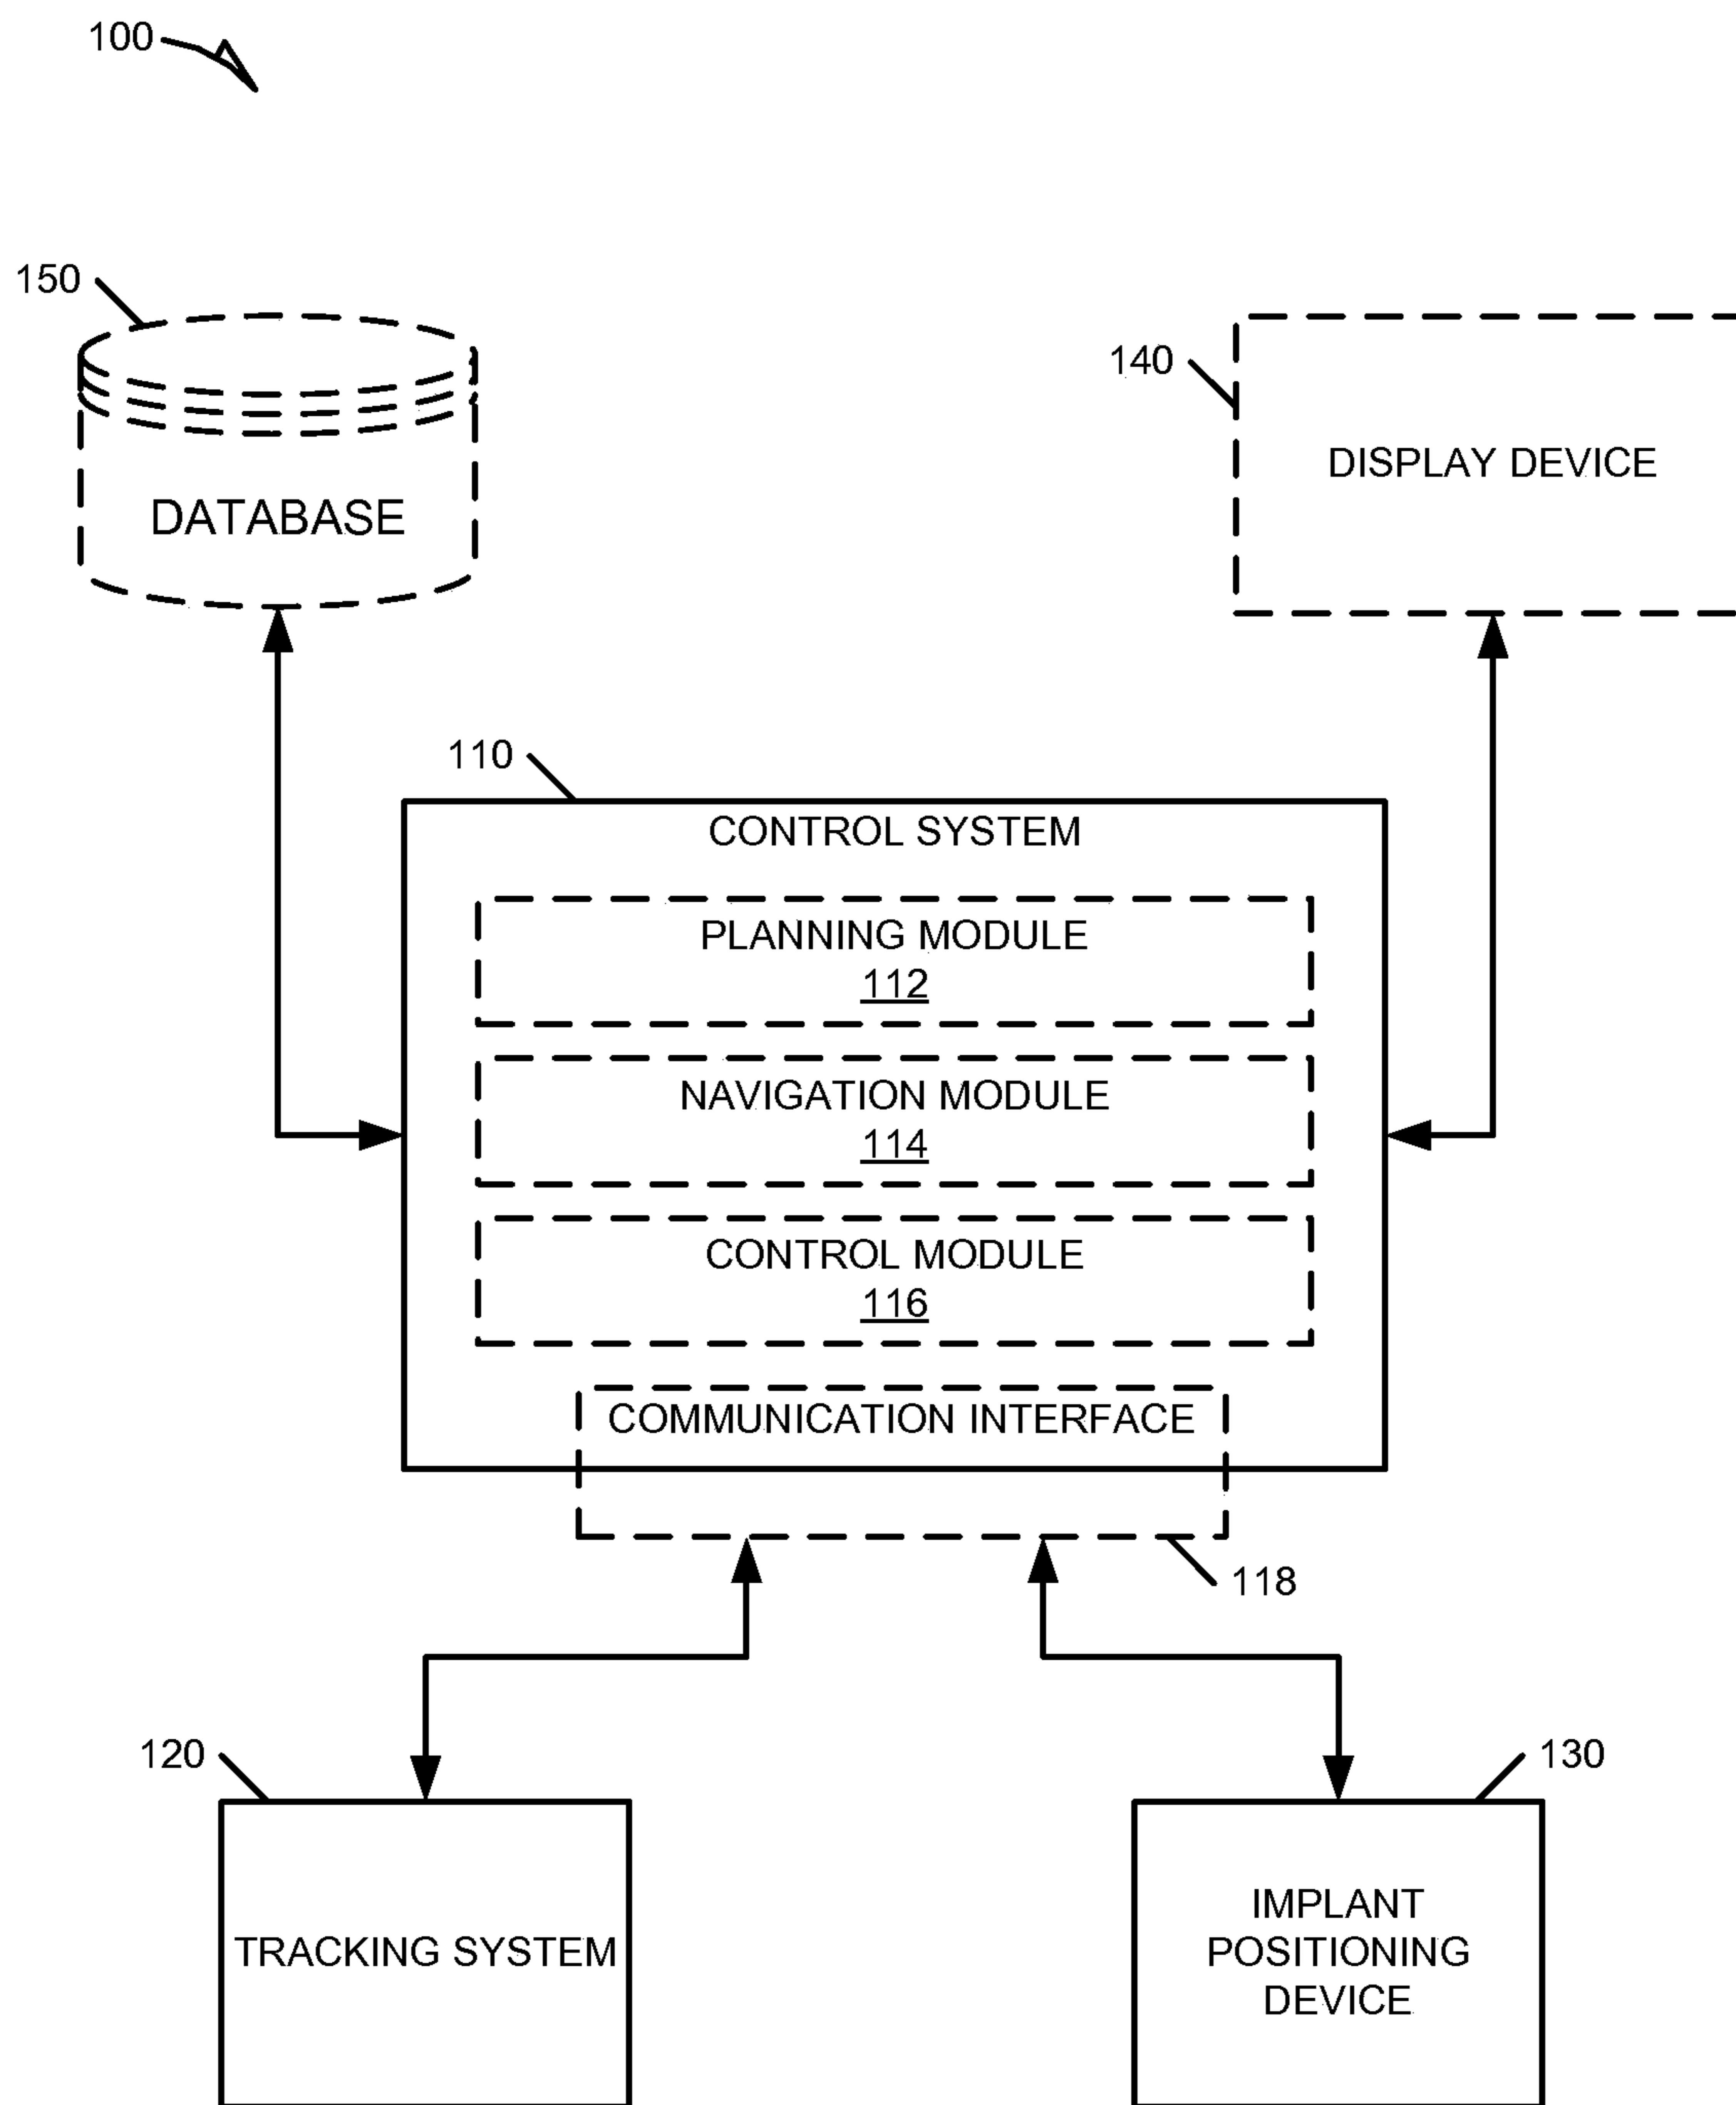 100
150
DATABASE
140
DISPLAY DEVICE
110
CONTROL SYSTEM
PLANNING MODULE
112
NAVIGATION MODULE
114
CONTROL MODULE
116
COMMUNICATION INTERFACE
118
120
TRACKING SYSTEM
130
IMPLANT
POSITIONING
DEVICE